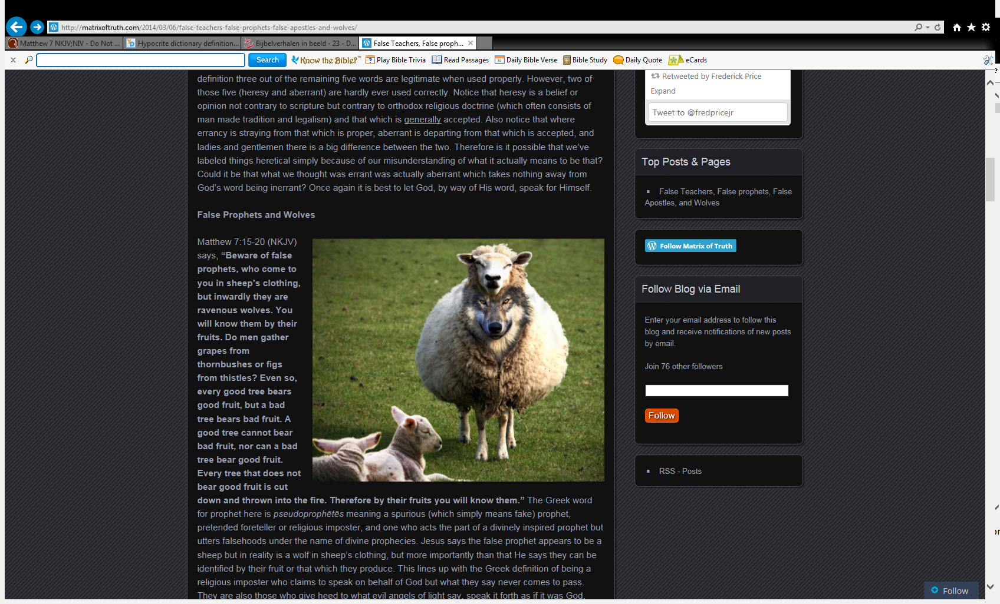 http://matrixoftruth.com/2014/03/06/false-teachers-false-prophets-false-apostles-and-wolves/
Matthew 7 NKJV;NIV - Do Not ...
Hypocrite dictionary definition...
Bijbelverhalen in beeld - 23 - D...
False Teachers, False proph...
Search
Know the Bible?™
Play Bible Trivia
Read Passages
Daily Bible Verse
Bible Study
Daily Quote
eCards
definition three out of the remaining five words are legitimate when used properly. However, two of
those five (heresy and aberrant) are hardly ever used correctly. Notice that heresy is a belief or
opinion not contrary to scripture but contrary to orthodox religious doctrine (which often consists of
man made tradition and legalism) and that which is generally accepted. Also notice that where
errancy is straying from that which is proper, aberrant is departing from that which is accepted, and
ladies and gentlemen there is a big difference between the two. Therefore is it possible that we've
labeled things heretical simply because of our misunderstanding of what it actually means to be that?
Could it be that what we thought was errant was actually aberrant which takes nothing away from
God's word being inerrant? Once again it is best to let God, by way of His word, speak for Himself.
False Prophets and Wolves
Matthew 7:15-20 (NKJV)
says, “Beware of false
prophets, who come to
you in sheep's clothing,
but inwardly they are
ravenous wolves. You
will know them by their
fruits. Do men gather
grapes from
thornbushes or figs
from thistles? Even so,
every good tree bears
good fruit, but a bad
tree bears bad fruit. A
good tree cannot bear
bad fruit, nor can a bad
tree bear good fruit.
Every tree that does not
bear good fruit is cut
down and thrown into the fire. Therefore by their fruits you will know them.” The Greek word
for prophet here is pseudoprophētēs meaning a spurious (which simply means fake) prophet,
pretended foreteller or religious imposter, and one who acts the part of a divinely inspired prophet but
utters falsehoods under the name of divine prophecies. Jesus says the false prophet appears to be a
sheep but in reality is a wolf in sheep's clothing, but more importantly than that He says they can be
identified by their fruit or that which they produce. This lines up with the Greek definition of being a
religious imposter who claims to speak on behalf of God but what they say never comes to pass.
They are also those who give heed to what evil angels of light say, speak it forth as if it was God,
Retweeted by Frederick Price
Expand
Tweet to @fredpricejr
Top Posts & Pages
False Teachers, False prophets, False
Apostles, and Wolves
Follow Matrix of Truth
Follow Blog via Email
Enter your email address to follow this
blog and receive notifications of new posts
by email.
Join 76 other followers
Follow
RSS - Posts
Follow